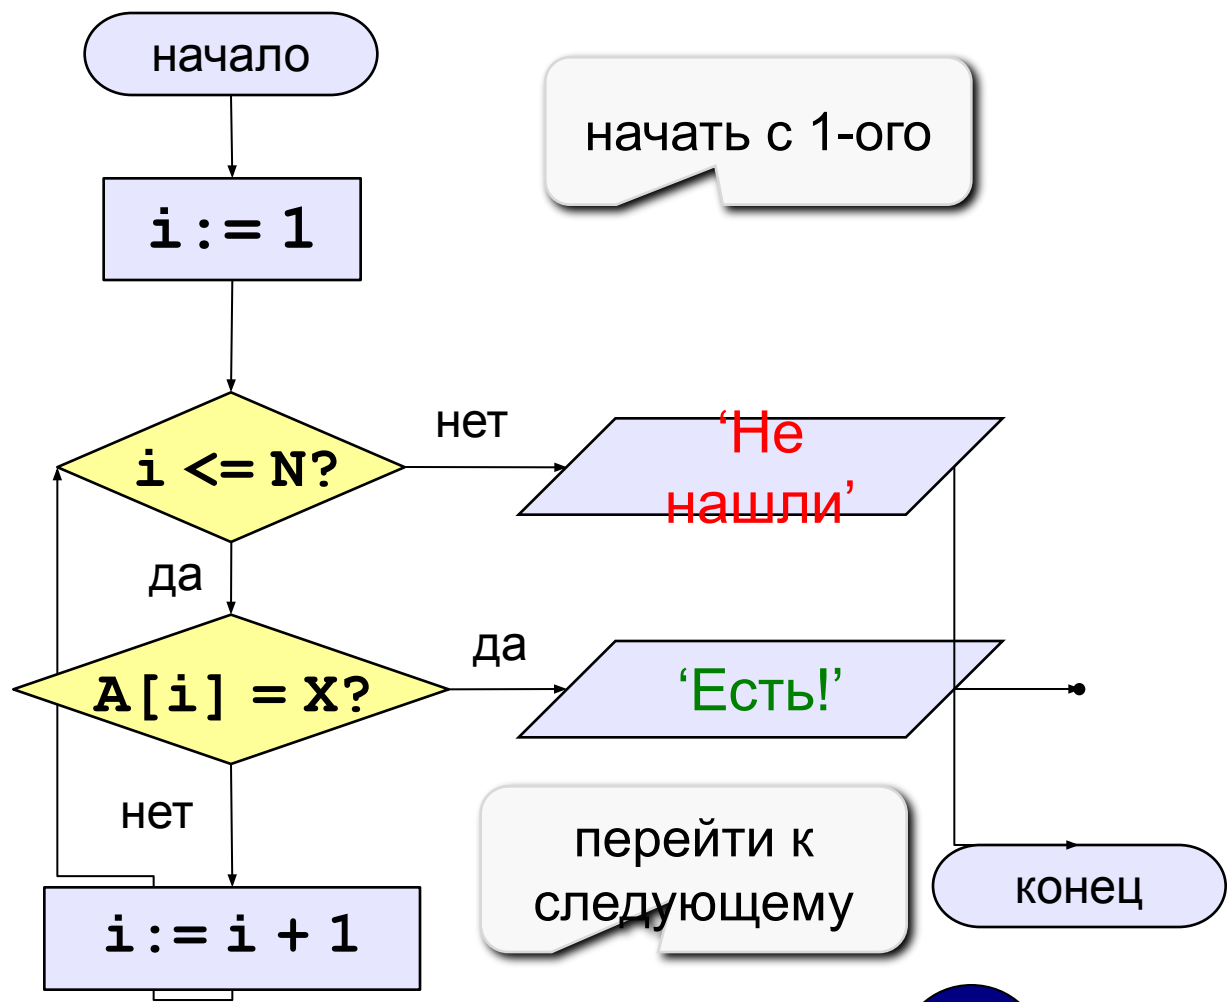 начало
начать с 1-ого
i:= 1
i <= N?
нет
‘Не
нашли’
да
A[i] = X?
да
‘Есть!’
нет
перейти к
следующему
i:= i + 1
конец